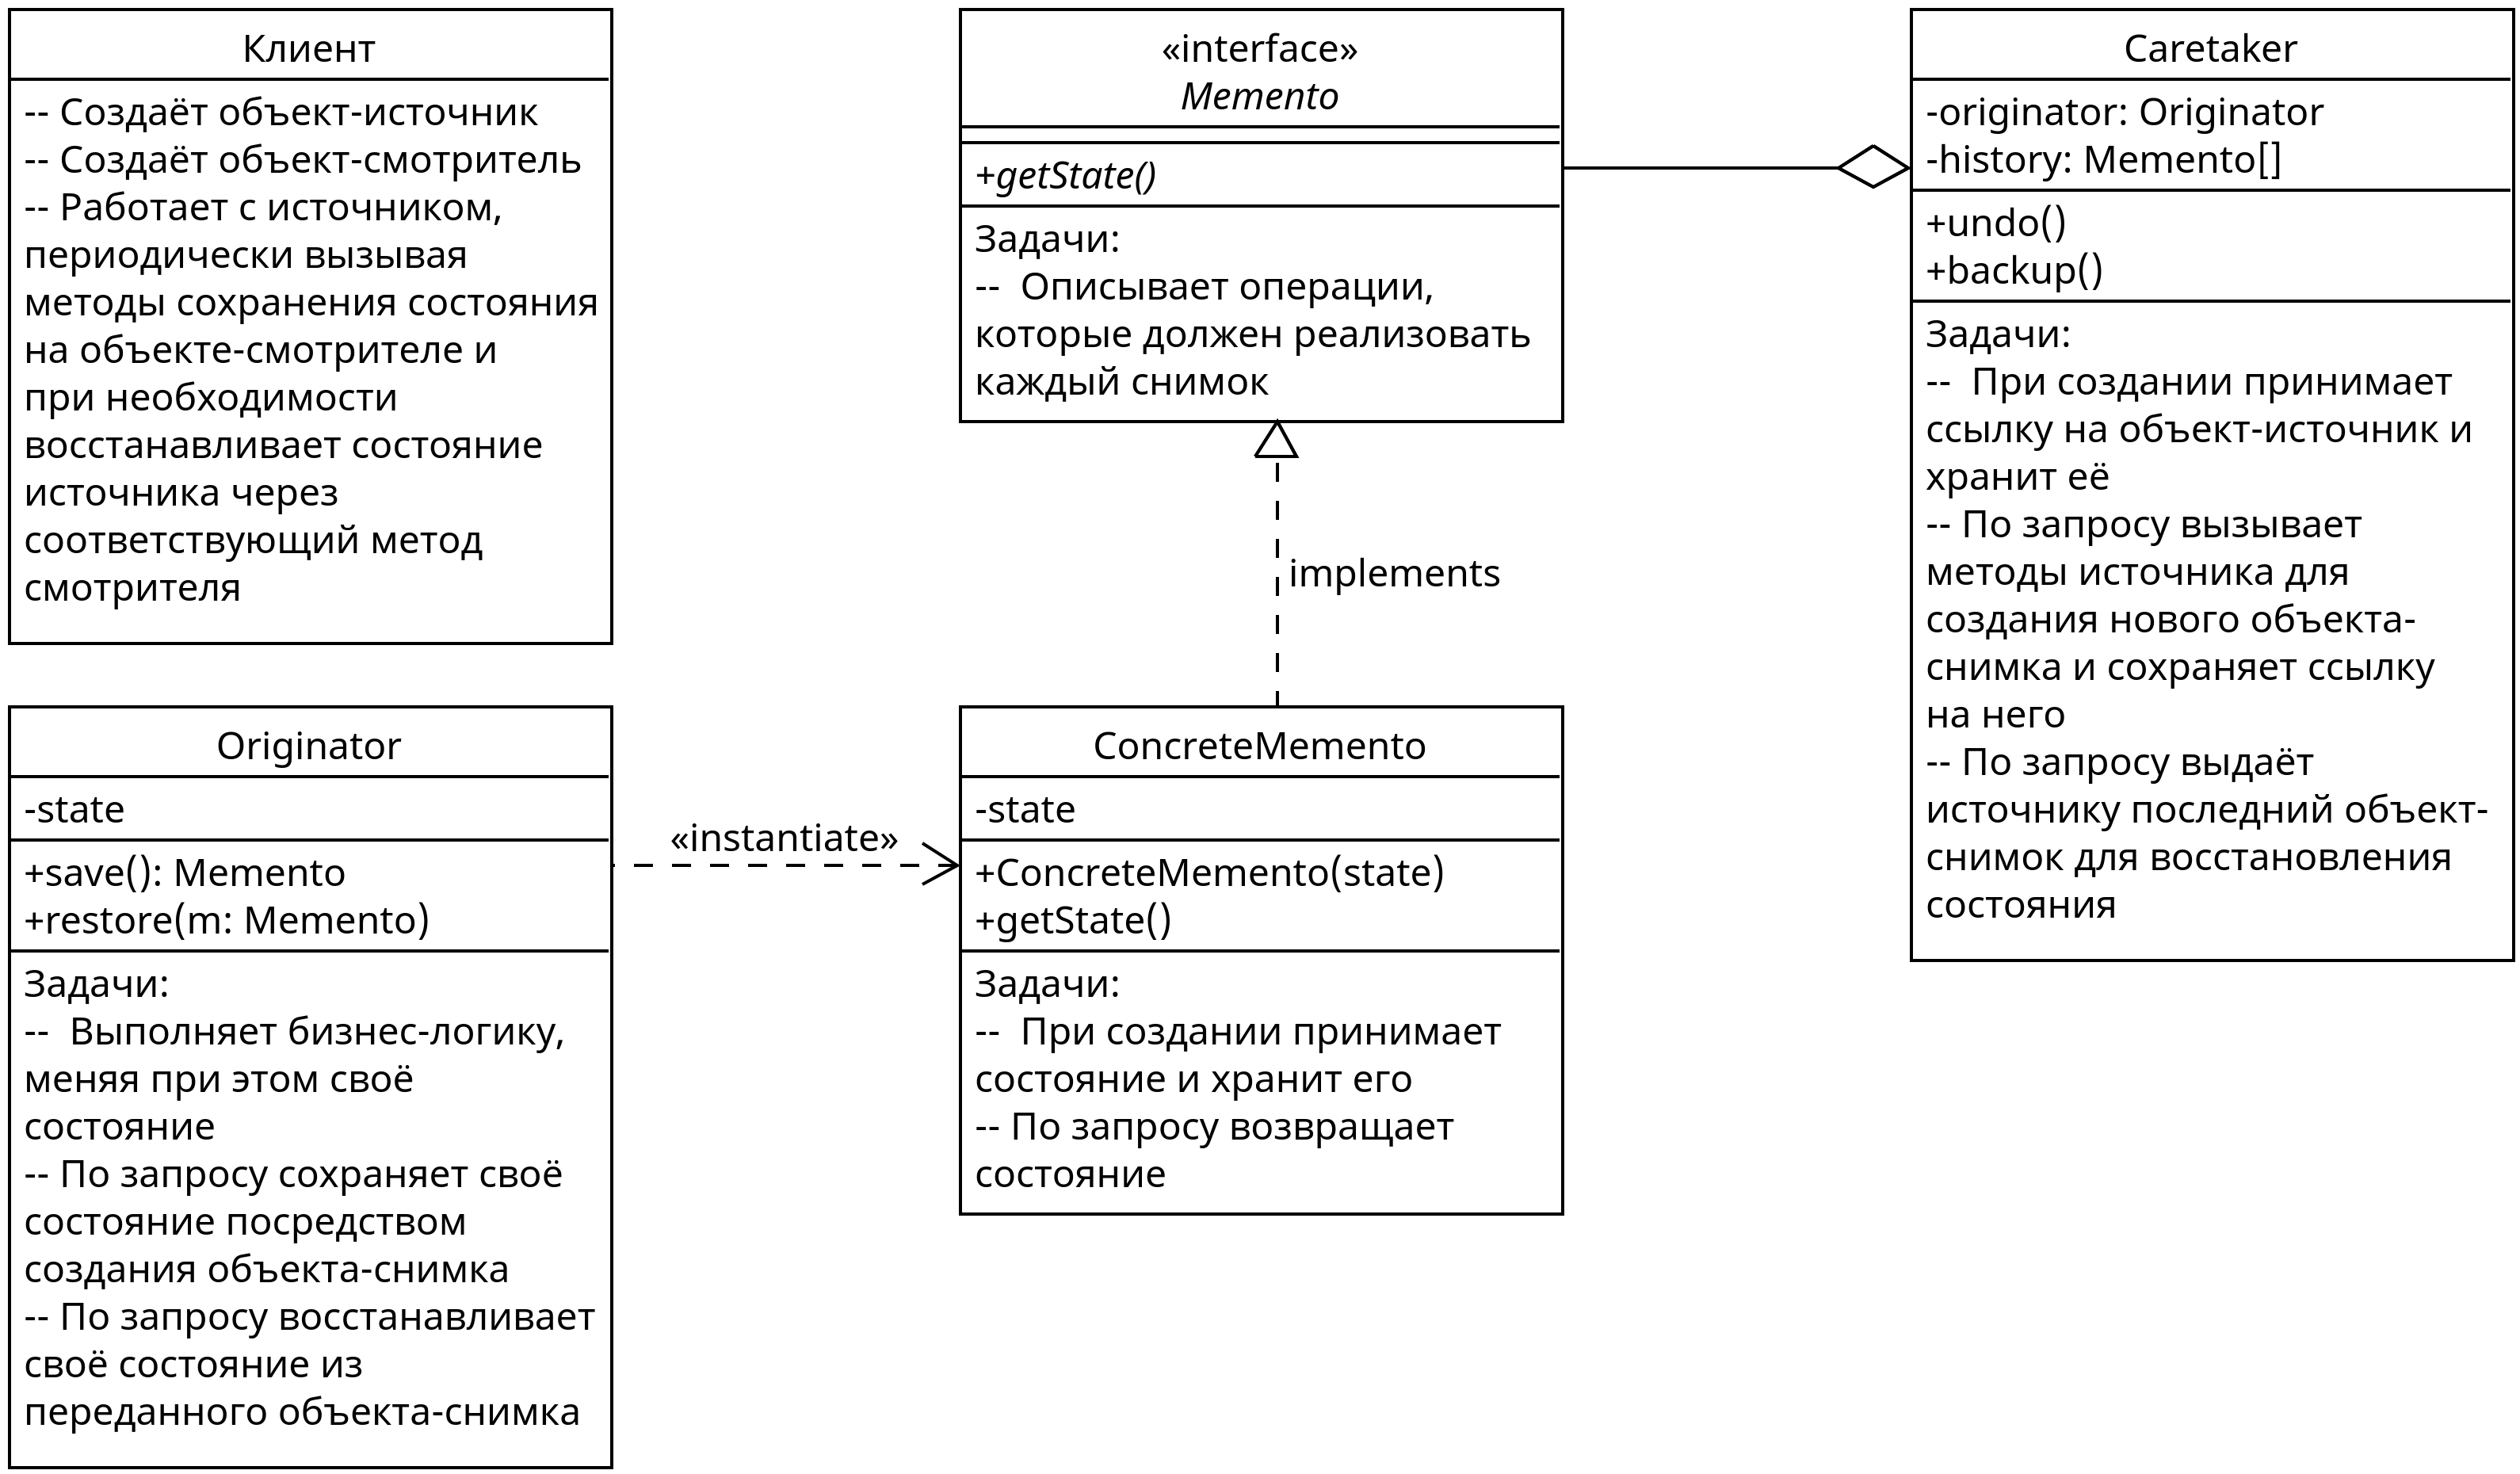 Клиент
-- Создаёт объект-источник
-- Создаёт объект-смотритель
-- Работает с источником,
периодически вызывая
методы сохранения состояния
на объекте-смотрителе и
при необходимости
восстанавливает состояние
источника через
соответствующий метод
смотрителя
«interface»
Memento
+getState()
Задачи:
--  Описывает операции,
которые должен реализовать
каждый снимок
Caretaker
-originator: Originator
-history: Memento[]
+undo()
+backup()
Задачи:
--  При создании принимает
ссылку на объект-источник и
хранит её
-- По запросу вызывает
методы источника для
создания нового объекта-
снимка и сохраняет ссылку
на него
-- По запросу выдаёт
источнику последний объект-
снимок для восстановления
состояния
implements
Originator
-state
+save(): Memento
+restore(m: Memento)
Задачи:
--  Выполняет бизнес-логику,
меняя при этом своё
состояние
-- По запросу сохраняет своё
состояние посредством
создания объекта-снимка
-- По запросу восстанавливает
своё состояние из
переданного объекта-снимка
«instantiate»
ConcreteMemento
-state
+ConcreteMemento(state)
+getState()
Задачи:
--  При создании принимает
состояние и хранит его
-- По запросу возвращает
состояние